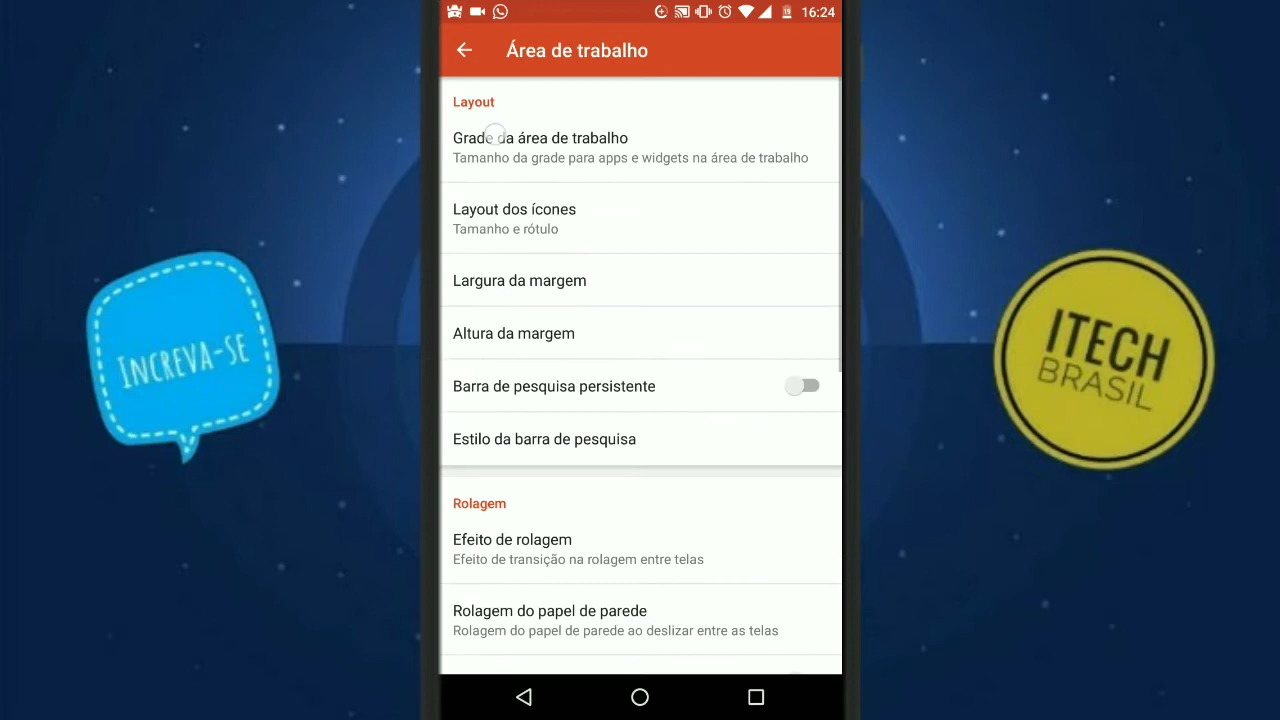 16:24
Área de trabalho
Layout
Grade da área de trabalho
Tamanho da grade para apps e widgets na área de trabalho
Layout dos ícones
Tamanho e rótulo
Largura da margem
Altura da margem
Barra de pesquisa persistente
Estilo da barra de pesquisa
Rolagem
Efeito de rolagem
Efeito de transição na rolagem entre telas
Rolagem do papel de parede
Rolagem do papel de parede ao deslizar entre as telas
INCREVA-SE
ITECH
BRASIL